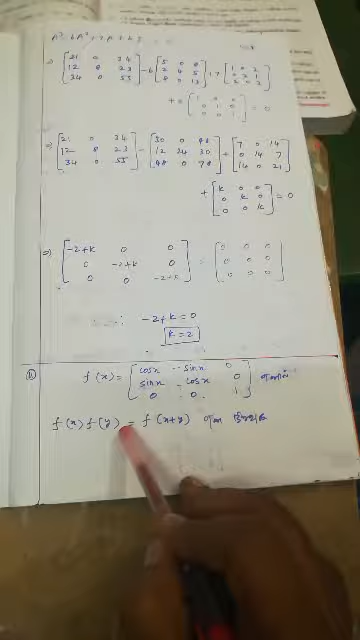 A³-6A²+7A+kI=0
⇒ [21 0 34; 12 8 23; 34 0 55] - 6 [5 0 8; 2 4 5; 8 0 13] + 7 [1 0 2; 0 2 1; 2 0 3]
[1 0 0; 0 1 0; 0 0 1] = 0
⇒ [21 0 34; 12 8 23; 34 0 55] - [30 0 48; 12 24 30; 48 0 78] + [7 0 14; 0 14 7; 14 0 21]
+ [k 0 0; 0 k 0; 0 0 k] = 0
⇒ [-2+k 0 0; 0 -2+k 0; 0 0 -2+k] = [0 0 0; 0 0 0; 0 0 0]
∴ -2+k=0
k=2
f(x) = [cosx -sinx 0; sinx cosx 0; 0 0 1] எனில்
f(x) f(y) = f(x+y) என நிறுவுக